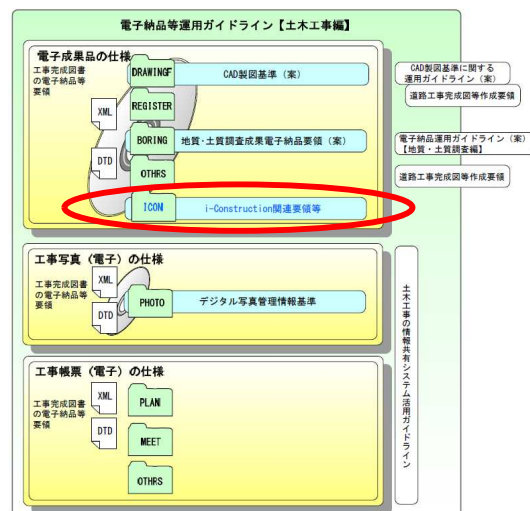 電子納品等運用ガイドライン【土木工事編】
電子成果品の仕様
工事完成図書
の電子納品等
要領
XML
DTD
DRAWINGF
CAD製図基準（案）
REGISTER
BORING
地質・土質調査成果電子納品要領（案）
OTHRS
ICON
i-Construction関連要領等
CAD製図基準に関する
運用ガイドライン（案）
道路工事完成図等作成要領
電子納品運用ガイドライン（案）
【地質・土質調査編】
道路工事完成図等作成要領
工事写真（電子）の仕様
工事完成図書
の電子納品等
要領
XML
DTD
PHOTO
デジタル写真管理情報基準
工事帳票（電子）の仕様
工事完成図書
の電子納品等
要領
XML
DTD
PLAN
MEET
OTHRS
土木工事の情報共有システム活用ガイドライン